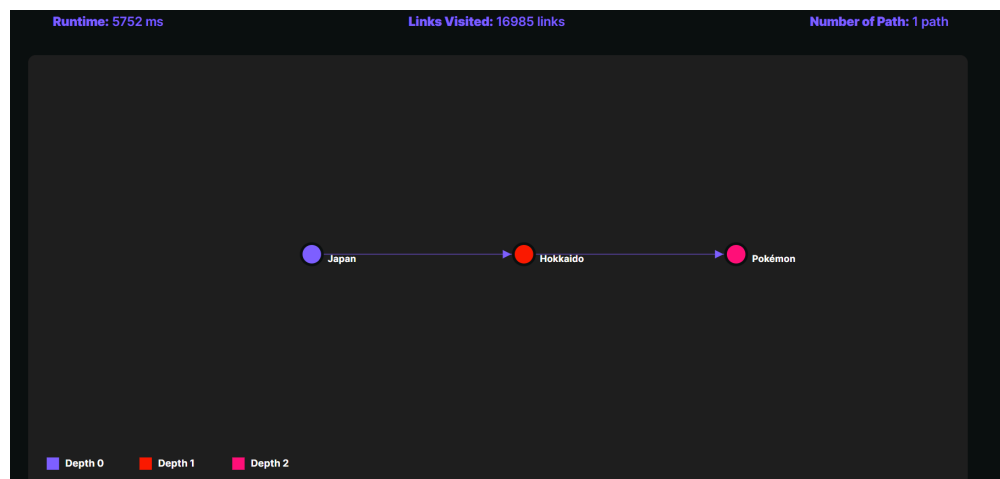 Runtime: 5752 ms Links Visited: 16985 links Number of Path: 1 path
Japan Hokkaido Pokémon
Depth 0 Depth 1 Depth 2